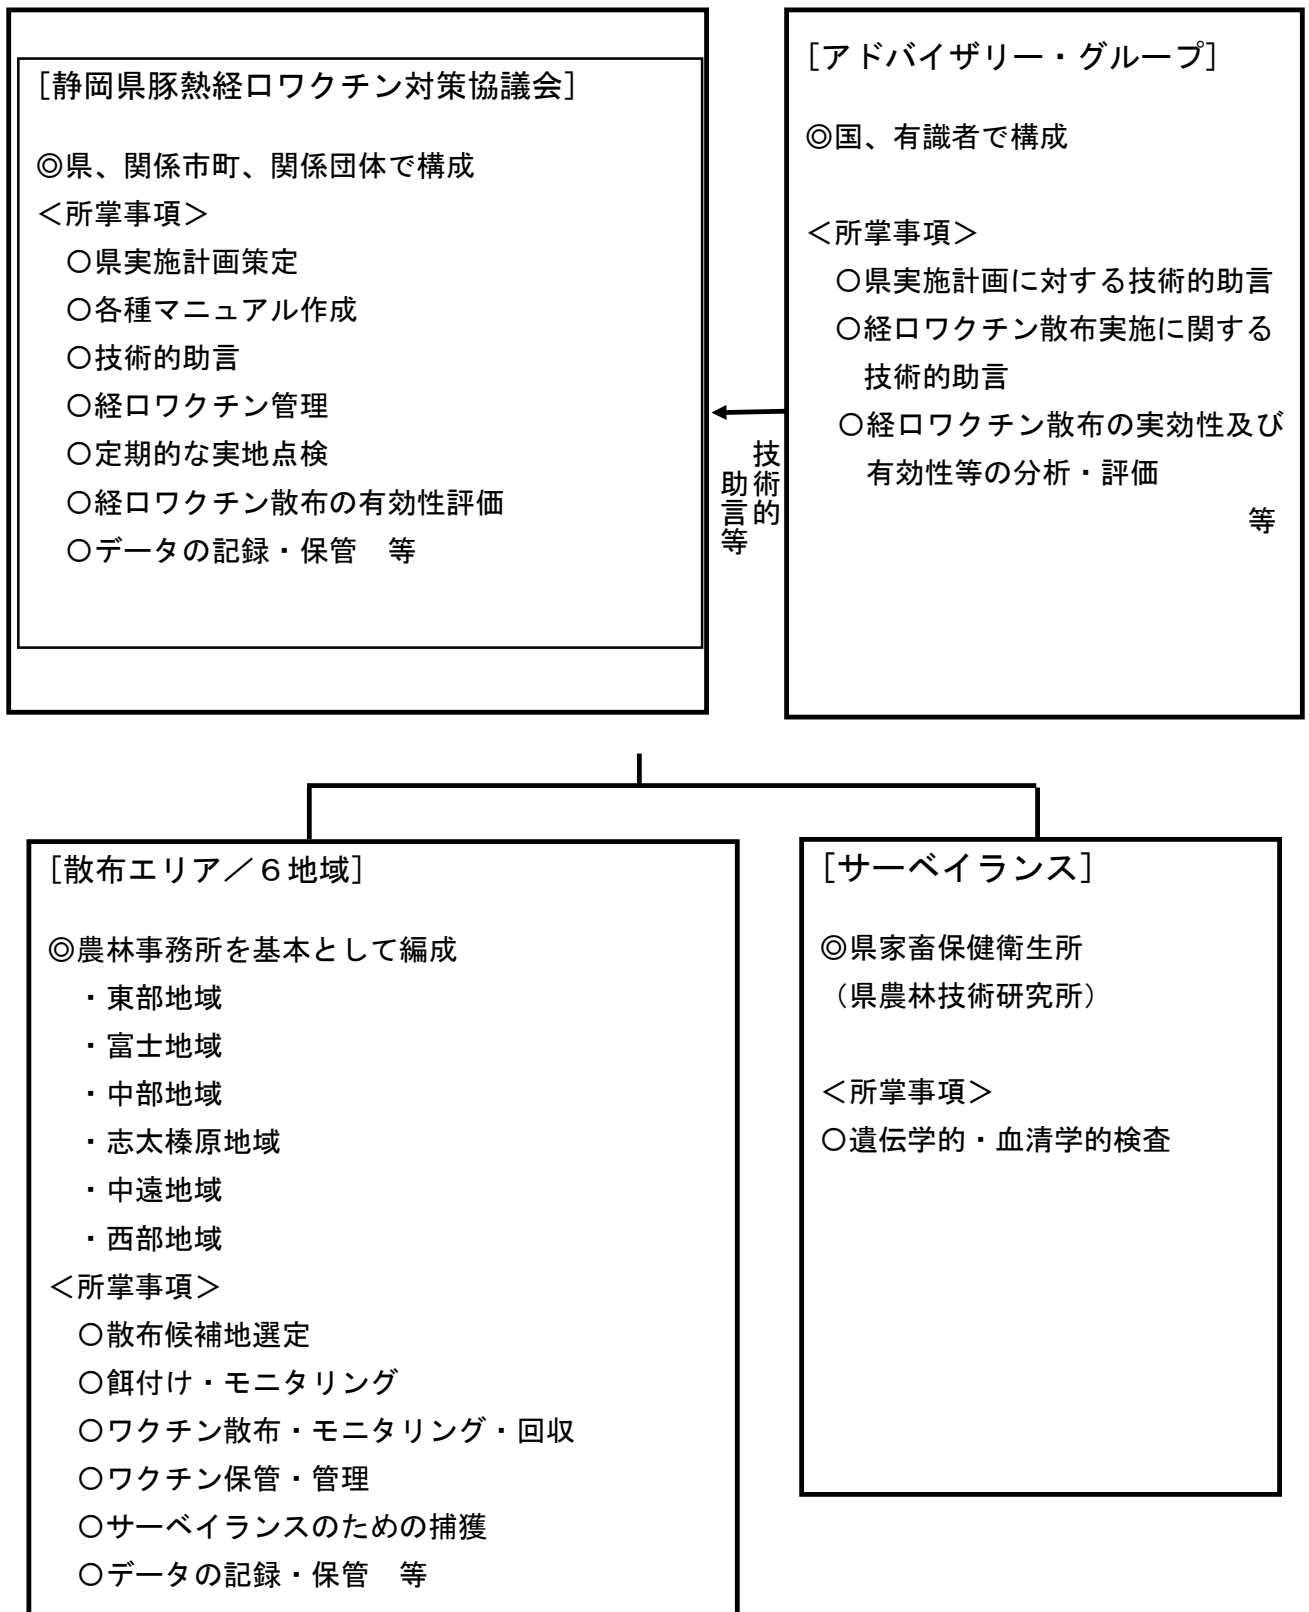 ［静岡県豚熱経口ワクチン対策協議会］
◎県、関係市町、関係団体で構成
＜所掌事項＞
○県実施計画策定
○各種マニュアル作成
○技術的助言
○経口ワクチン管理
○定期的な実地点検
○経口ワクチン散布の有効性評価
○データの記録・保管　等
技術的
助言等
［アドバイザリー・グループ］
◎国、有識者で構成
＜所掌事項＞
○県実施計画に対する技術的助言
○経口ワクチン散布実施に関する
技術的助言
○経口ワクチン散布の実効性及び
有効性等の分析・評価
等
［散布エリア／６地域］
◎農林事務所を基本として編成
・東部地域
・富士地域
・中部地域
・志太榛原地域
・中遠地域
・西部地域
＜所掌事項＞
○散布候補地選定
○餌付け・モニタリング
○ワクチン散布・モニタリング・回収
○ワクチン保管・管理
○サーベイランスのための捕獲
○データの記録・保管　等
［サーベイランス］
◎県家畜保健衛生所
（県農林技術研究所）
＜所掌事項＞
○遺伝学的・血清学的検査